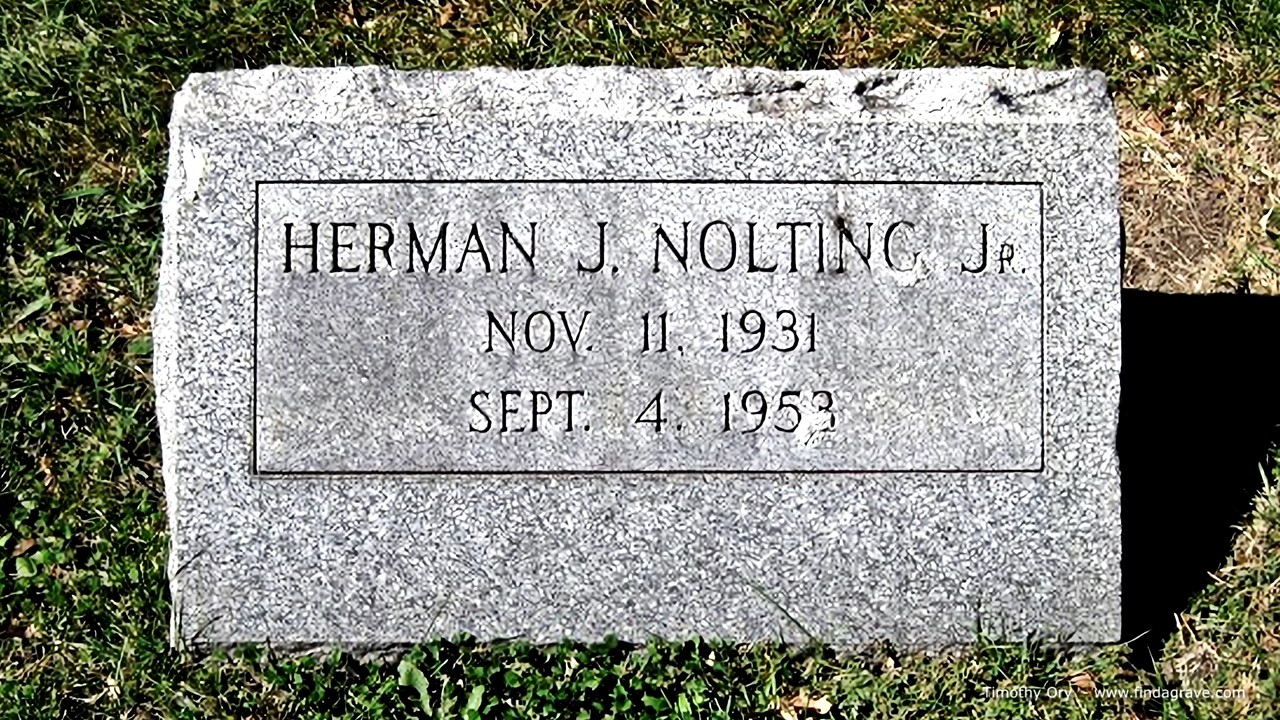 HERMAN J. NOLTING JR.
NOV. 11, 1931
SEPT. 4, 1953
Timothy Ory - www.findagrave.com